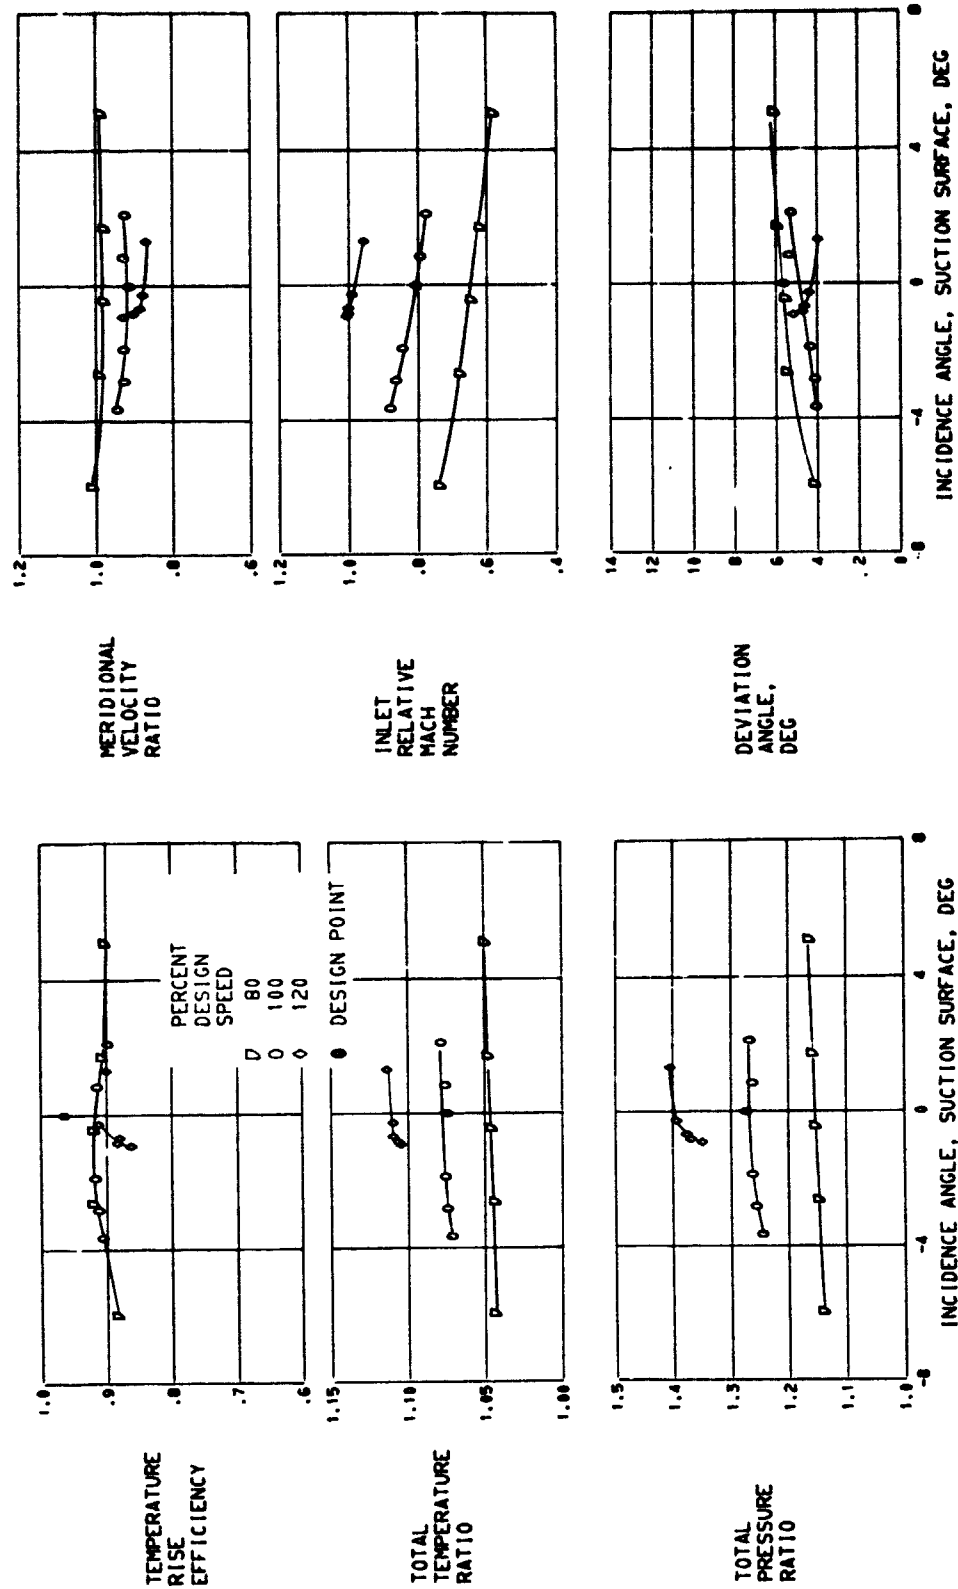 TEMPERATURE
RISE
EFFICIENCY
1.0
.9
.8
.7
.6
PERCENT
DESIGN
SPEED
80
100
120
DESIGN POINT
TOTAL
TEMPERATURE
RATIO
1.15
1.10
1.05
1.00
TOTAL
PRESSURE
RATIO
1.5
1.4
1.3
1.2
1.1
1.0
-8
-4
0
4
8
INCIDENCE ANGLE, SUCTION SURFACE, DEG
MERIDIONAL
VELOCITY
RATIO
1.2
1.0
.8
.6
INLET
RELATIVE
MACH
NUMBER
1.2
1.0
.8
.6
.4
DEVIATION
ANGLE,
DEG
14
12
10
8
6
4
2
0
-8
-4
0
4
8
INCIDENCE ANGLE, SUCTION SURFACE, DEG